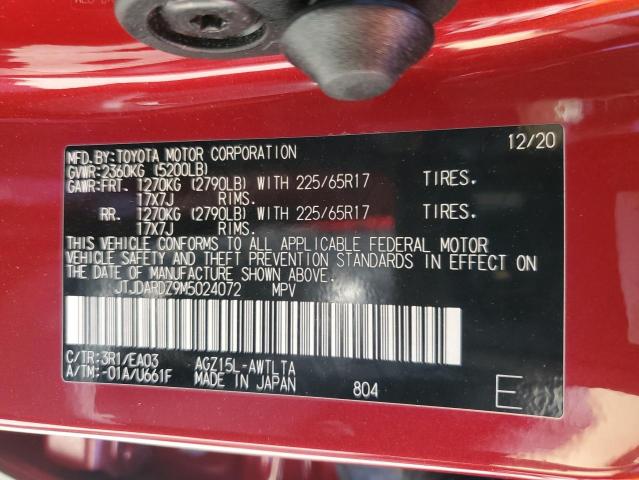 12/20
MFD.BY:TOYOTA MOTOR CORPORATION
GVWR:2360KG (5200LB)
GAWR:FRT. 1270KG (2790LB) WITH 225/65R17 TIRES.
17X7J RIMS.
RR. 1270KG (2790LB) WITH 225/65R17 TIRES.
17X7J RIMS.
THIS VEHICLE CONFORMS TO ALL APPLICABLE FEDERAL MOTOR
VEHICLE SAFETY AND THEFT PREVENTION STANDARDS IN EFFECT ON
THE DATE OF MANUFACTURE SHOWN ABOVE.
JTJDARDZ9M5024072 MPV
C/TR:3R1/EA03 AGZ15L-AWTLTA
A/TM:-01A/U661F MADE IN JAPAN 804 E